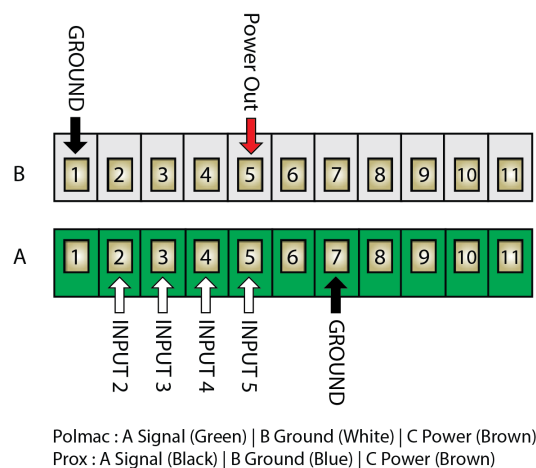 GROUND
Power Out
B
1 2 3 4 5 6 7 8 9 10 11
A
1 2 3 4 5 6 7 8 9 10 11
INPUT 2
INPUT 3
INPUT 4
INPUT 5
GROUND
Polmac : A Signal (Green) | B Ground (White) | C Power (Brown)
Prox : A Signal (Black) | B Ground (Blue) | C Power (Brown)